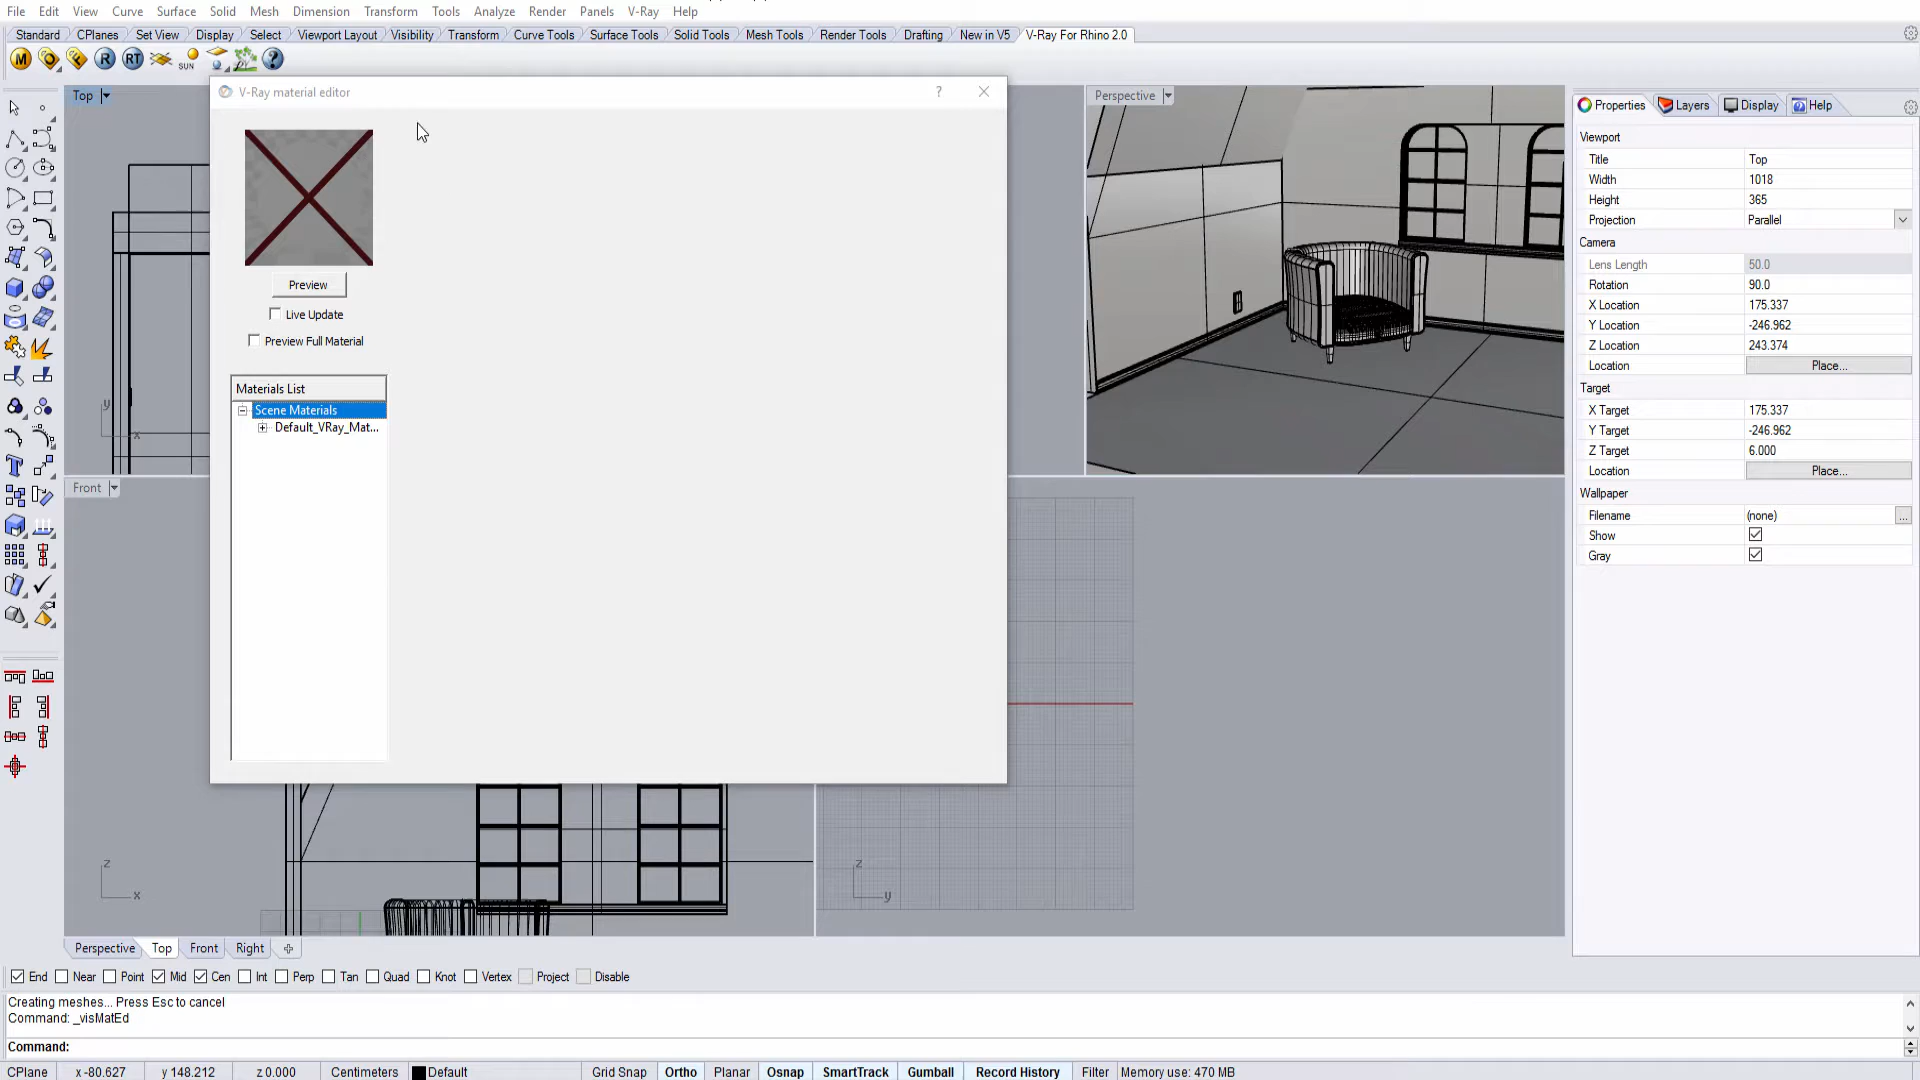 File Edit View Curve Surface Solid Mesh Dimension Transform Tools Analyze Render Panels V-Ray Help
Standard CPlanes Set View Display Select Viewport Layout Visibility Transform Curve Tools Surface Tools Solid Tools Mesh Tools Render Tools Drafting New in V5 V-Ray For Rhino 2.0
M R RT SUN ?
V-Ray material editor ?
Top
Perspective
Properties Layers Display Help
Viewport
Title Top
Width 1018
Height 365
Projection Parallel
Camera
Lens Length 50.0
Rotation 90.0
X Location 175.337
Y Location -246.962
Z Location 243.374
Location Place...
Target
X Target 175.337
Y Target -246.962
Z Target 6.000
Location Place...
Wallpaper
Filename (none) ...
Show
Gray
Preview
Live Update
Preview Full Material
Materials List
Scene Materials
Default_VRay_Mat...
y
x
Front
z
x
z
y
Perspective Top Front Right
End Near Point Mid Cen Int Perp Tan Quad Knot Vertex Project Disable
Creating meshes... Press Esc to cancel
Command: _visMatEd
Command:
CPlane x -80.627 y 148.212 z 0.000 Centimeters Default Grid Snap Ortho Planar Osnap SmartTrack Gumball Record History Filter Memory use: 470 MB